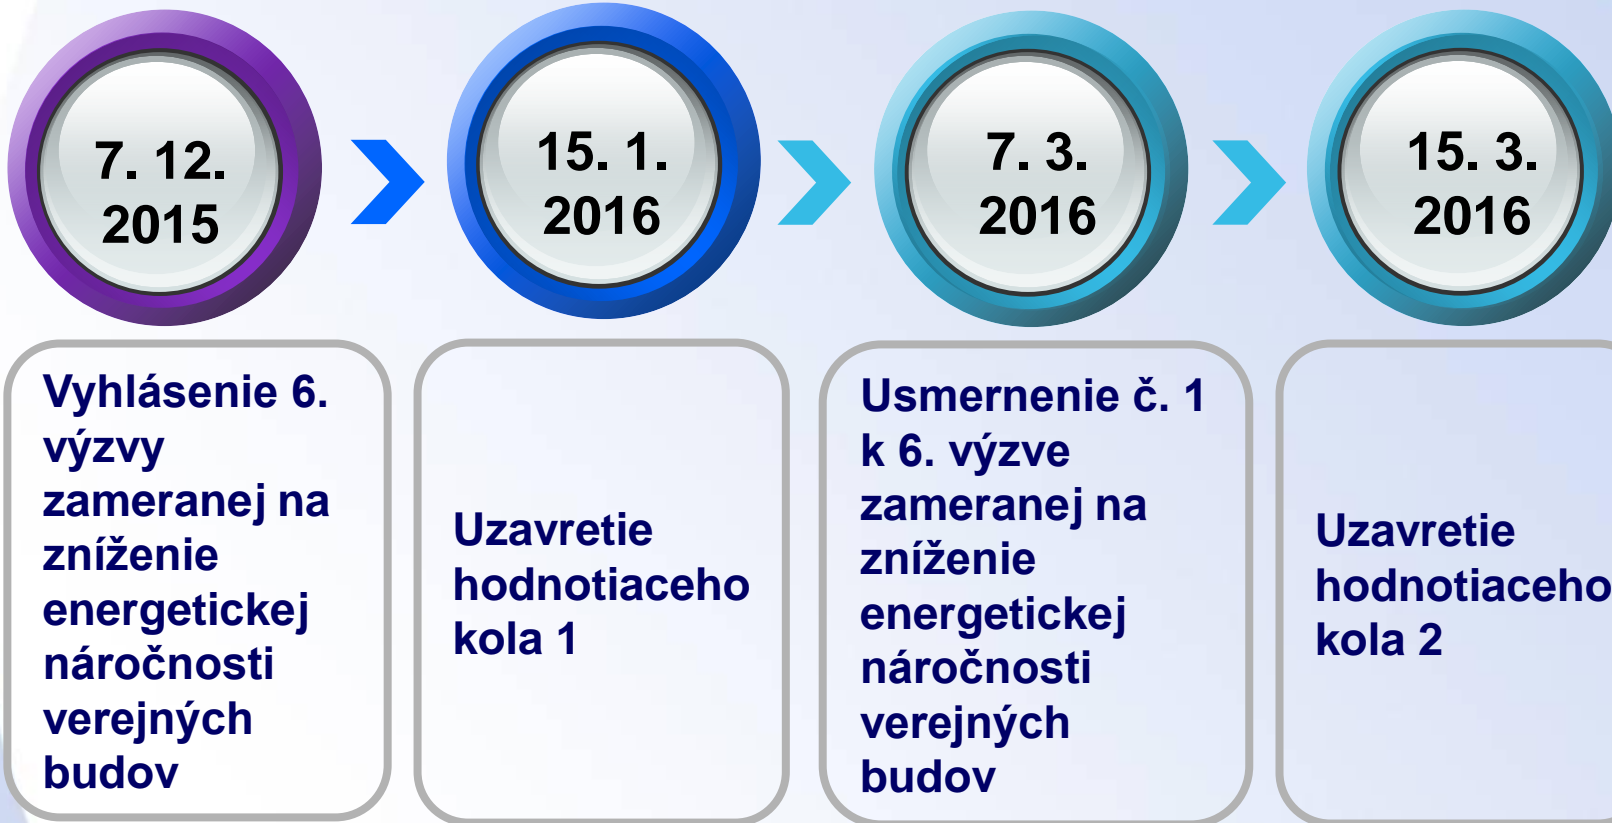 7. 12.
2015
15. 1.
2016
7. 3.
2016
15. 3.
2016
Vyhlásenie 6.
výzvy
zameranej na
zníženie
energetickej
náročnosti
verejných
budov
Uzavretie
hodnotiaceho
kola 1
Usmernenie č. 1
k 6. výzve
zameranej na
zníženie
energetickej
náročnosti
verejných
budov
Uzavretie
hodnotiaceho
kola 2